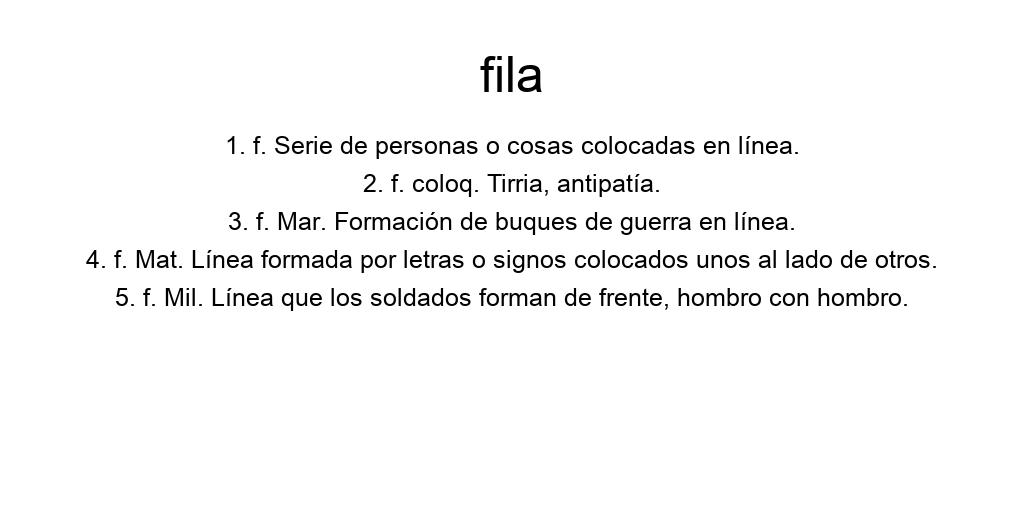 fila
1. f. Serie de personas o cosas colocadas en línea.
2. f. coloq. Tirria, antipatía.
3. f. Mar. Formación de buques de guerra en línea.
4. f. Mat. Línea formada por letras o signos colocados unos al lado de otros.
5. f. Mil. Línea que los soldados forman de frente, hombro con hombro.